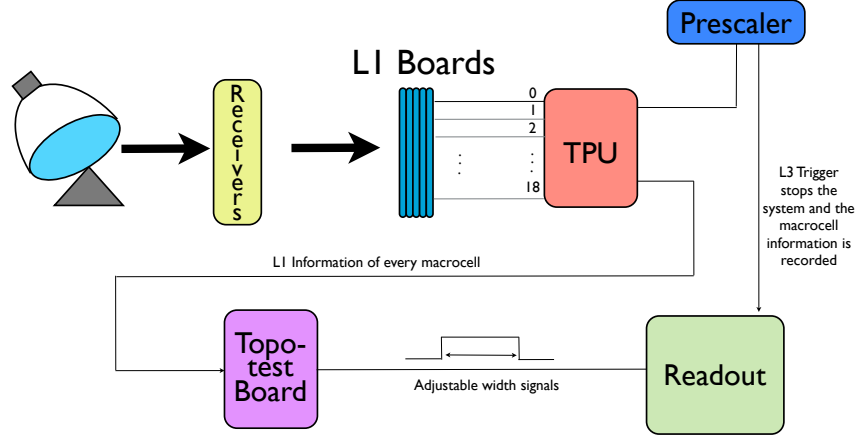 Prescaler
L1 Boards
Receivers
0
1
2
. .
. .
. .
18
TPU
L3 Trigger
stops the
system and the
macrocell
information is
recorded
L1 Information of every macrocell
Topo-
test
Board
Adjustable width signals
Readout